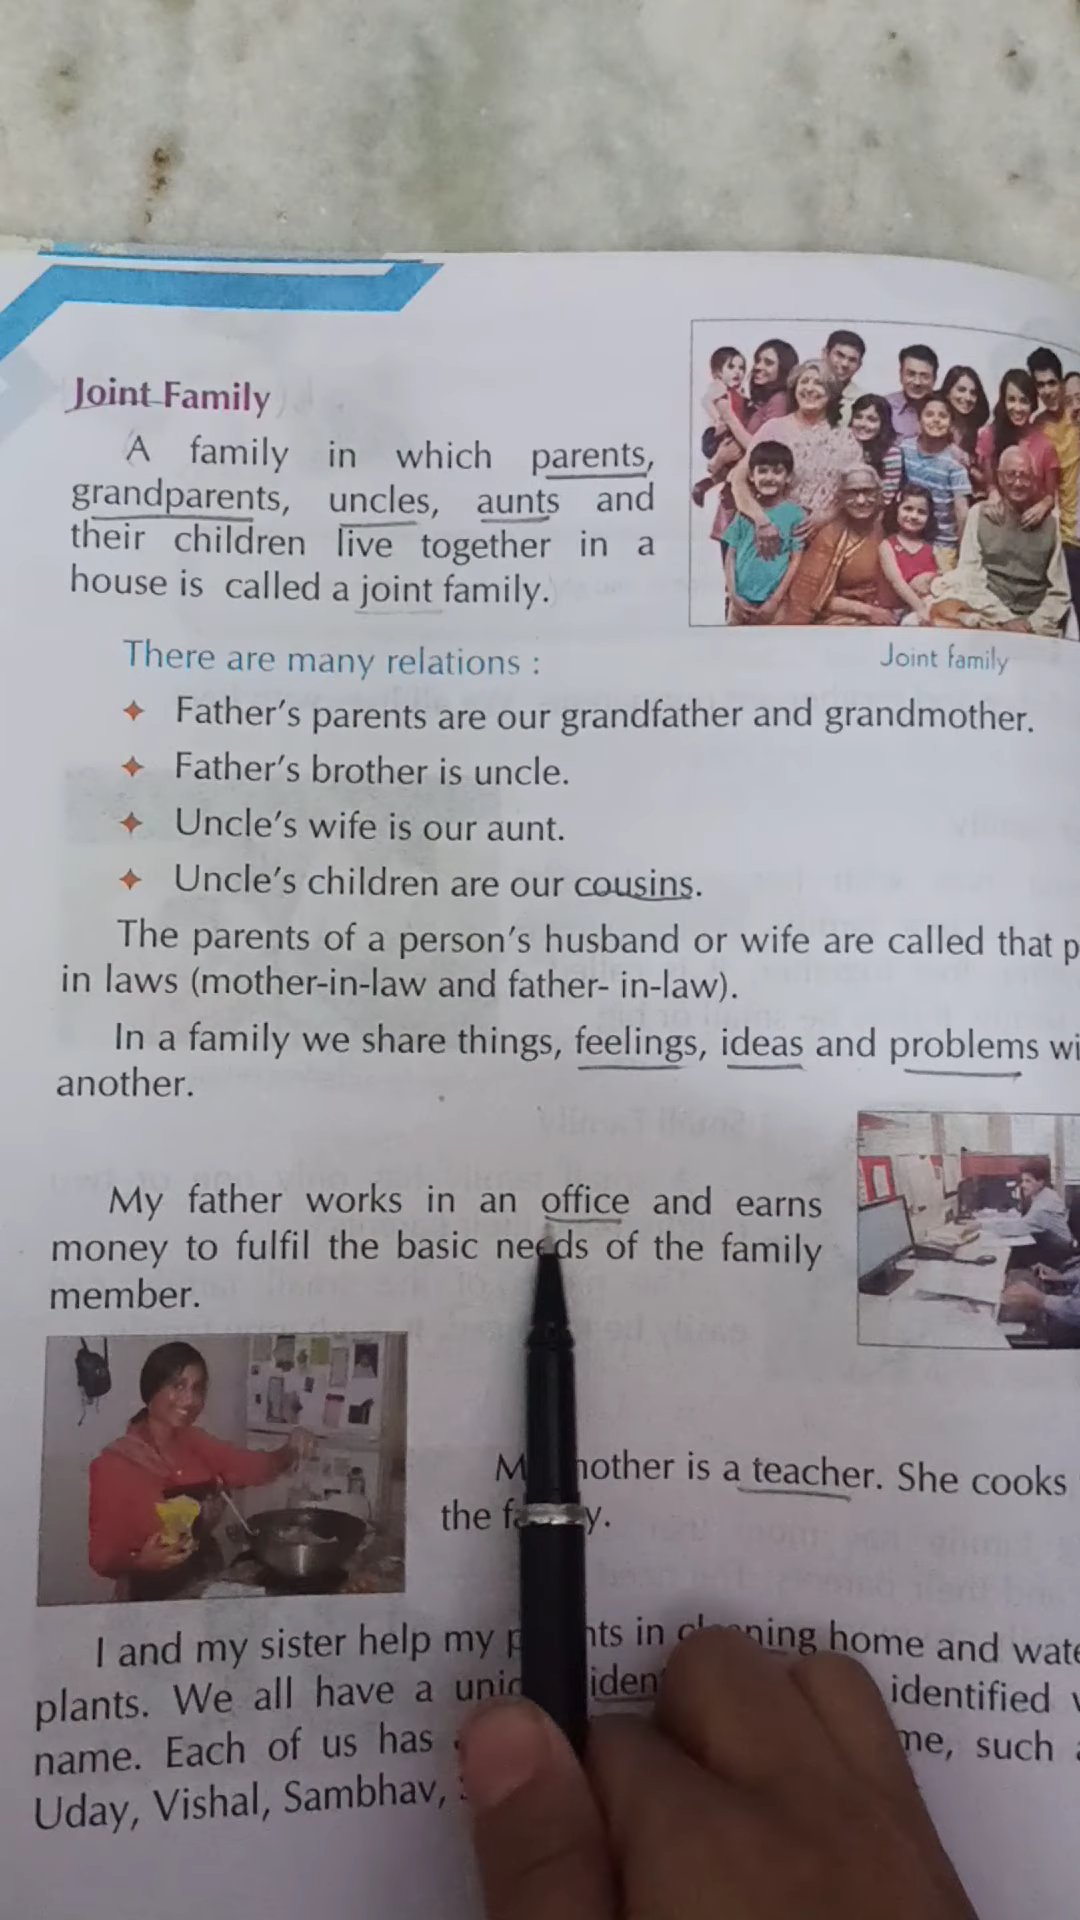 Joint Family
A family in which parents,
grandparents, uncles, aunts and
their children live together in a
house is called a joint family.
Joint family
There are many relations :
Father's parents are our grandfather and grandmother.
Father's brother is uncle.
Uncle's wife is our aunt.
Uncle's children are our cousins.
The parents of a person's husband or wife are called that
in laws (mother-in-law and father- in-law).
In a family we share things, feelings, ideas and problems
another.
My father works in an office and earns
money to fulfil the basic needs of the family
member.
mother is a teacher. She cooks
the
I and my sister help my in home and
plants. We all have a identified
name. Each of us has such
Uday, Vishal, Sambhav,